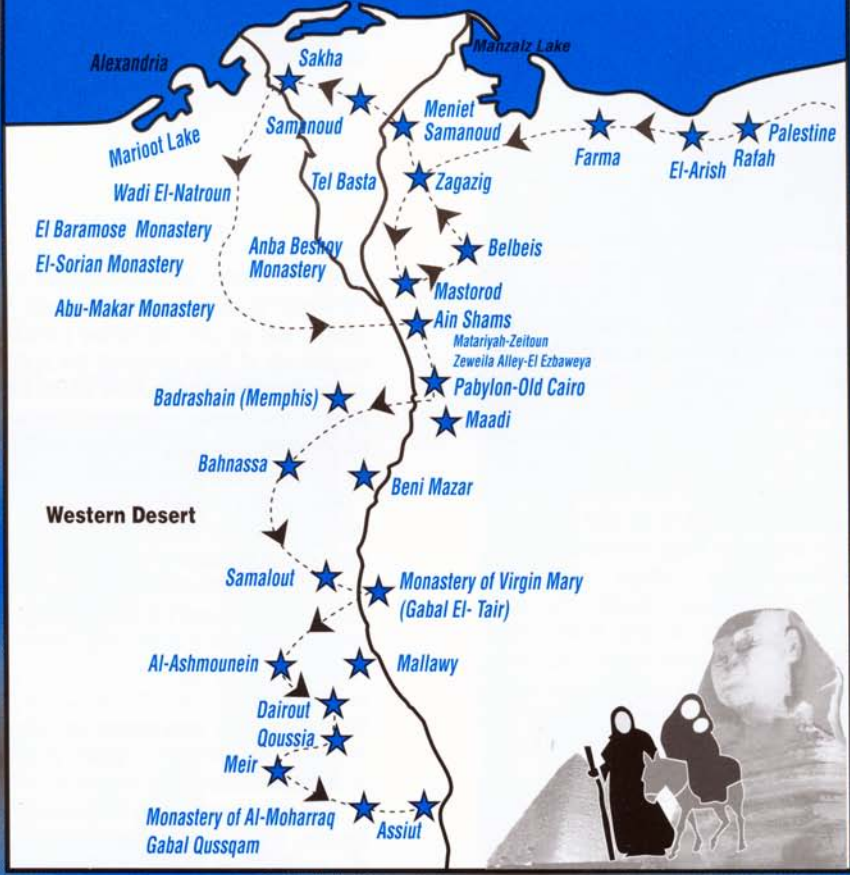 Alexandria
Manzalz Lake
Sakha
Samanoud
Meniet
Samanoud
Marioot Lake
Farma
El-Arish
Rafah
Palestine
Wadi El-Natroun
Tel Basta
Zagazig
El Baramose Monastery
El-Sorian Monastery
Anba Beshoy
Monastery
Belbeis
Abu-Makar Monastery
Mastorod
Ain Shams
Matariyah-Zeitoun
Zeweila Alley-El Ezbaweya
Badrashain (Memphis)
Pabylon-Old Cairo
Maadi
Bahnassa
Beni Mazar
Western Desert
Samalout
Monastery of Virgin Mary
(Gabal El- Tair)
Al-Ashmounein
Mallawy
Dairout
Qoussia
Meir
Monastery of Al-Moharraq
Gabal Qussqam
Assiut